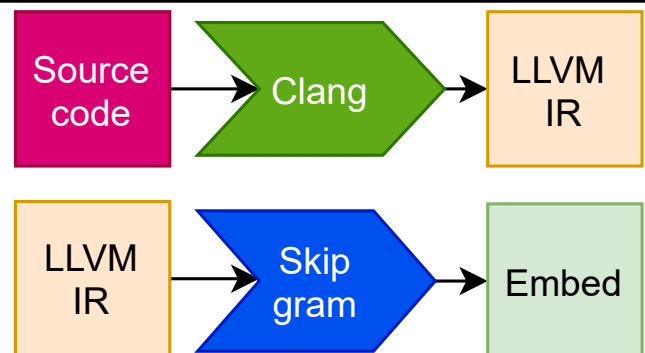 Source
code
Clang
LLVM
IR
LLVM
IR
Skip
gram
Embed